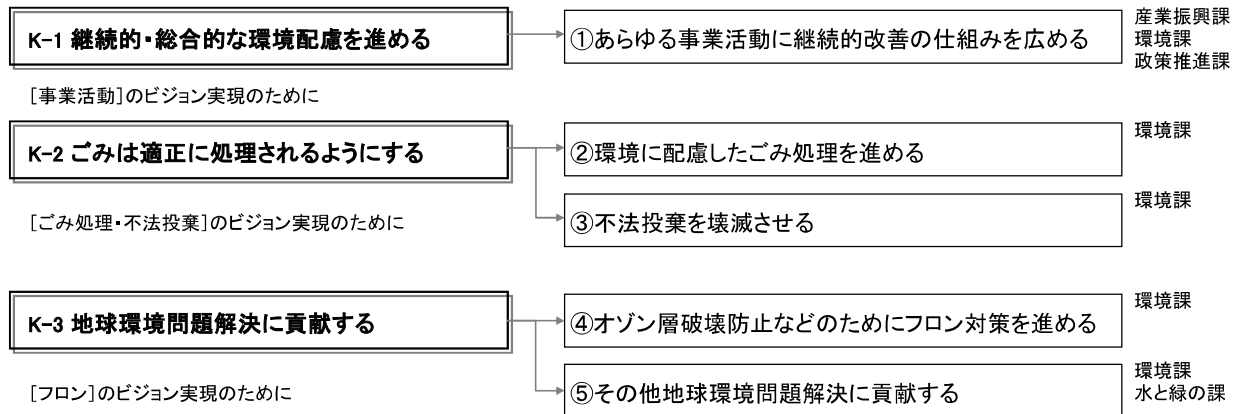 K-1 継続的・総合的な環境配慮を進める
①あらゆる事業活動に継続的改善の仕組みを広める
産業振興課
環境課
政策推進課
[事業活動]のビジョン実現のために
K-2 ごみは適正に処理されるようにする
②環境に配慮したごみ処理を進める
環境課
③不法投棄を壊滅させる
環境課
[ごみ処理・不法投棄]のビジョン実現のために
K-3 地球環境問題解決に貢献する
④オゾン層破壊防止などのためにフロン対策を進める
環境課
[フロン]のビジョン実現のために
⑤その他地球環境問題解決に貢献する
環境課
水と緑の課